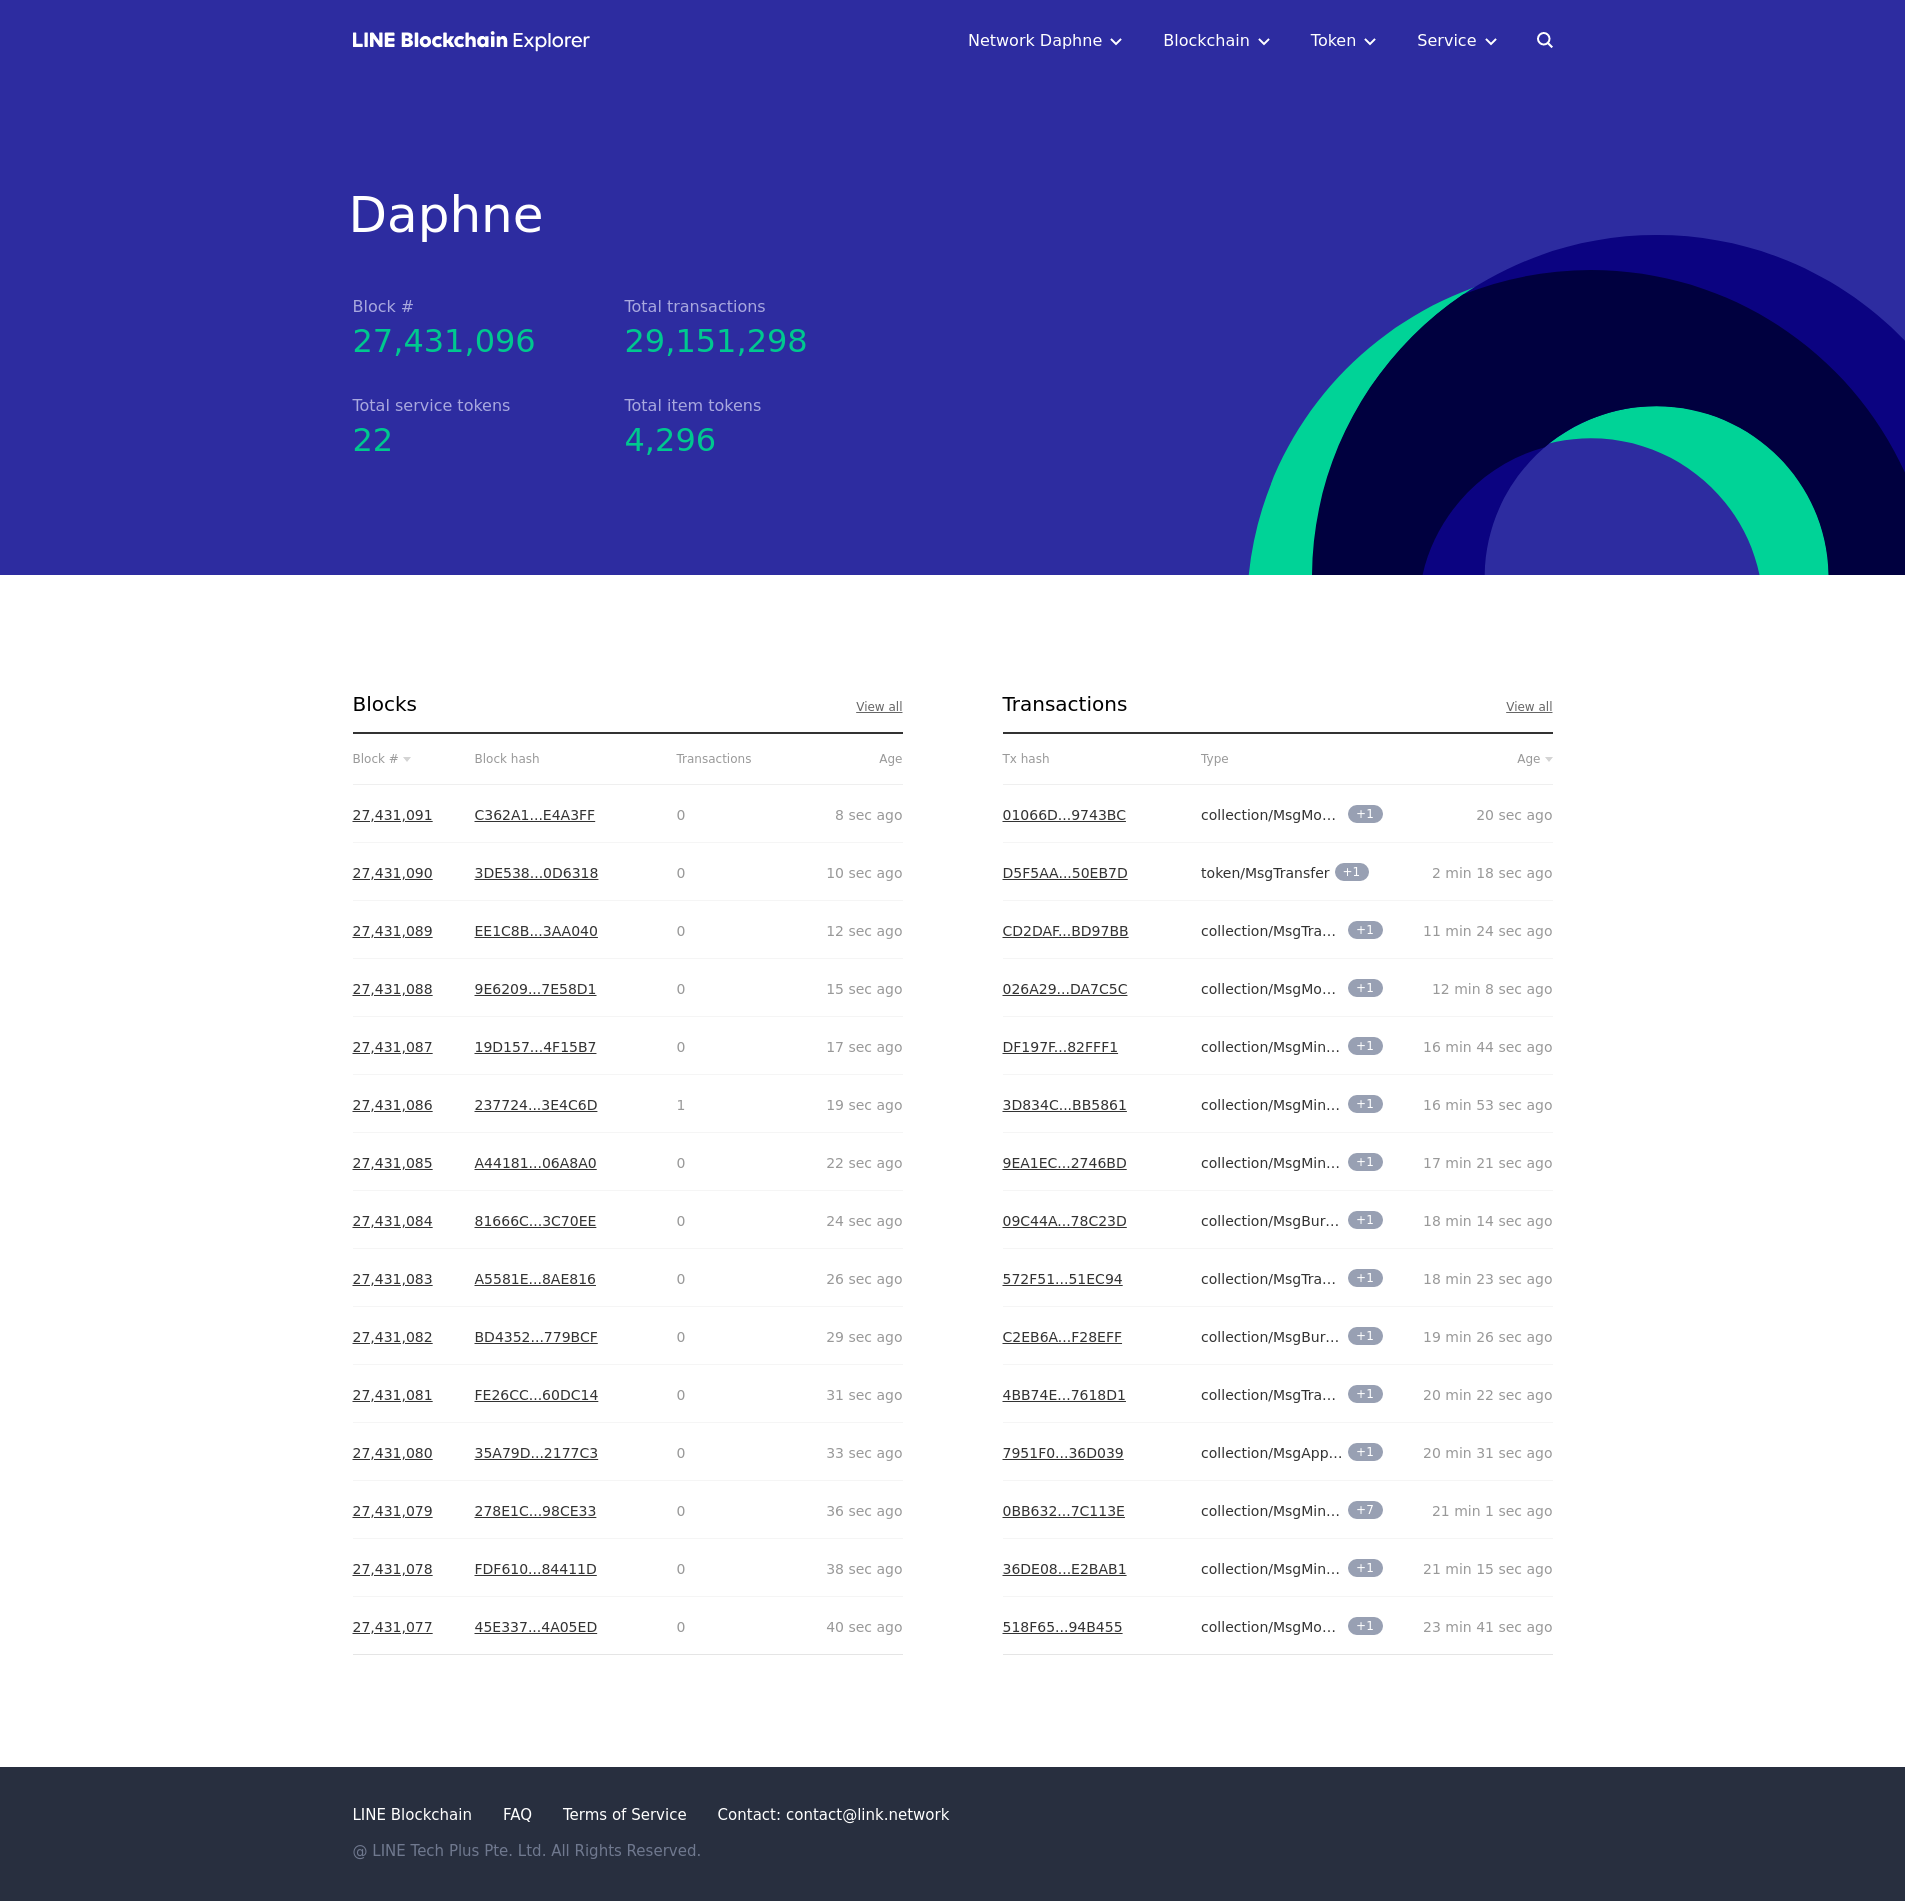 LINE Blockchain Explorer
Network Daphne
Blockchain
Token
Service
Daphne
Block #
27,431,096
Total transactions
29,151,298
Total service tokens
22
Total item tokens
4,296
Blocks
View all
Block # Block hash Transactions Age
27,431,091 C362A1...E4A3FF 0 8 sec ago
27,431,090 3DE538...0D6318 0 10 sec ago
27,431,089 EE1C8B...3AA040 0 12 sec ago
27,431,088 9E6209...7E58D1 0 15 sec ago
27,431,087 19D157...4F15B7 0 17 sec ago
27,431,086 237724...3E4C6D 1 19 sec ago
27,431,085 A44181...06A8A0 0 22 sec ago
27,431,084 81666C...3C70EE 0 24 sec ago
27,431,083 A5581E...8AE816 0 26 sec ago
27,431,082 BD4352...779BCF 0 29 sec ago
27,431,081 FE26CC...60DC14 0 31 sec ago
27,431,080 35A79D...2177C3 0 33 sec ago
27,431,079 278E1C...98CE33 0 36 sec ago
27,431,078 FDF610...84411D 0 38 sec ago
27,431,077 45E337...4A05ED 0 40 sec ago
Transactions
View all
Tx hash Type Age
01066D...9743BC collection/MsgMo... +1 20 sec ago
D5F5AA...50EB7D token/MsgTransfer +1 2 min 18 sec ago
CD2DAF...BD97BB collection/MsgTra... +1 11 min 24 sec ago
026A29...DA7C5C collection/MsgMo... +1 12 min 8 sec ago
DF197F...82FFF1 collection/MsgMin... +1 16 min 44 sec ago
3D834C...BB5861 collection/MsgMin... +1 16 min 53 sec ago
9EA1EC...2746BD collection/MsgMin... +1 17 min 21 sec ago
09C44A...78C23D collection/MsgBur... +1 18 min 14 sec ago
572F51...51EC94 collection/MsgTra... +1 18 min 23 sec ago
C2EB6A...F28EFF collection/MsgBur... +1 19 min 26 sec ago
4BB74E...7618D1 collection/MsgTra... +1 20 min 22 sec ago
7951F0...36D039 collection/MsgApp... +1 20 min 31 sec ago
0BB632...7C113E collection/MsgMin... +7 21 min 1 sec ago
36DE08...E2BAB1 collection/MsgMin... +1 21 min 15 sec ago
518F65...94B455 collection/MsgMo... +1 23 min 41 sec ago
LINE Blockchain FAQ Terms of Service Contact: contact@link.network
@ LINE Tech Plus Pte. Ltd. All Rights Reserved.